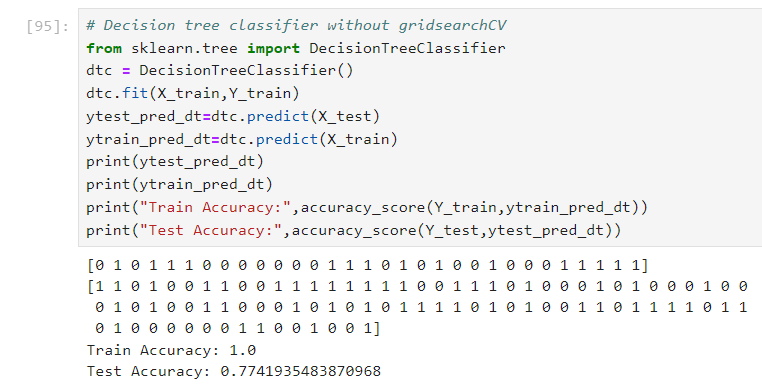 [95]:
# Decision tree classifier without gridsearchCV
from sklearn.tree import DecisionTreeClassifier
dtc = DecisionTreeClassifier()
dtc.fit(X_train,Y_train)
ytest_pred_dt=dtc.predict(X_test)
ytrain_pred_dt=dtc.predict(X_train)
print(ytest_pred_dt)
print(ytrain_pred_dt)
print("Train Accuracy:",accuracy_score(Y_train,ytrain_pred_dt))
print("Test Accuracy:",accuracy_score(Y_test,ytest_pred_dt))
[0 1 0 1 1 1 0 0 0 0 0 0 0 1 1 1 0 1 0 1 0 0 1 0 0 0 1 1 1 1 1]
[1 1 0 1 0 0 1 1 0 0 1 1 1 1 1 1 1 1 0 0 1 1 1 0 1 0 0 0 1 0 1 0 0 0 1 0 0
0 1 0 1 0 0 1 1 0 0 0 1 0 1 0 1 0 1 1 1 1 0 1 0 1 0 0 1 1 0 1 1 1 1 0 1 1
0 1 0 0 0 0 0 0 1 1 0 0 1 0 0 1]
Train Accuracy: 1.0
Test Accuracy: 0.7741935483870968